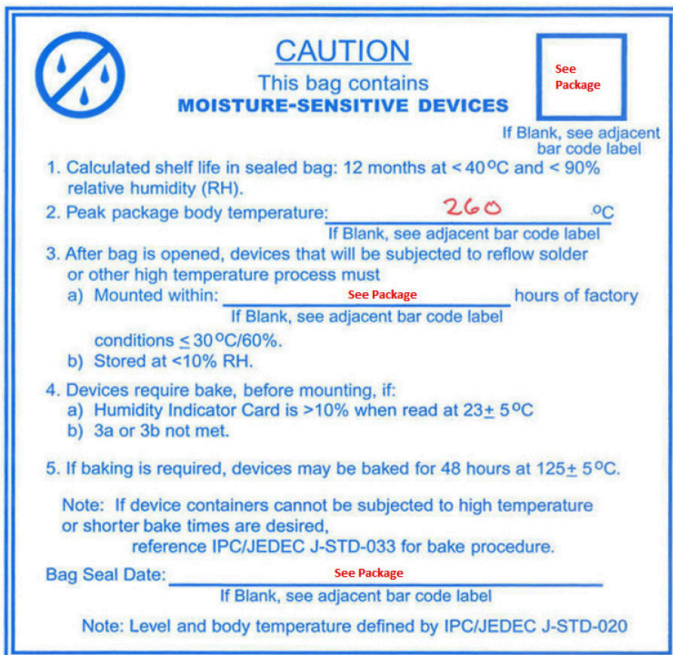 CAUTION
This bag contains
MOISTURE-SENSITIVE DEVICES
See
Package
If Blank, see adjacent
bar code label
1. Calculated shelf life in sealed bag: 12 months at < 40°C and < 90%
relative humidity (RH).
2. Peak package body temperature: 260 .°C
If Blank, see adjacent bar code label
3. After bag is opened, devices that will be subjected to reflow solder
or other high temperature process must
a) Mounted within: See Package hours of factory
If Blank, see adjacent bar code label
conditions ≤ 30°C/60%.
b) Stored at <10% RH.
4. Devices require bake, before mounting, if:
a) Humidity Indicator Card is >10% when read at 23± 5°C
b) 3a or 3b not met.
5. If baking is required, devices may be baked for 48 hours at 125± 5°C.
Note: If device containers cannot be subjected to high temperature
or shorter bake times are desired,
reference IPC/JEDEC J-STD-033 for bake procedure.
Bag Seal Date: See Package
If Blank, see adjacent bar code label
Note: Level and body temperature defined by IPC/JEDEC J-STD-020